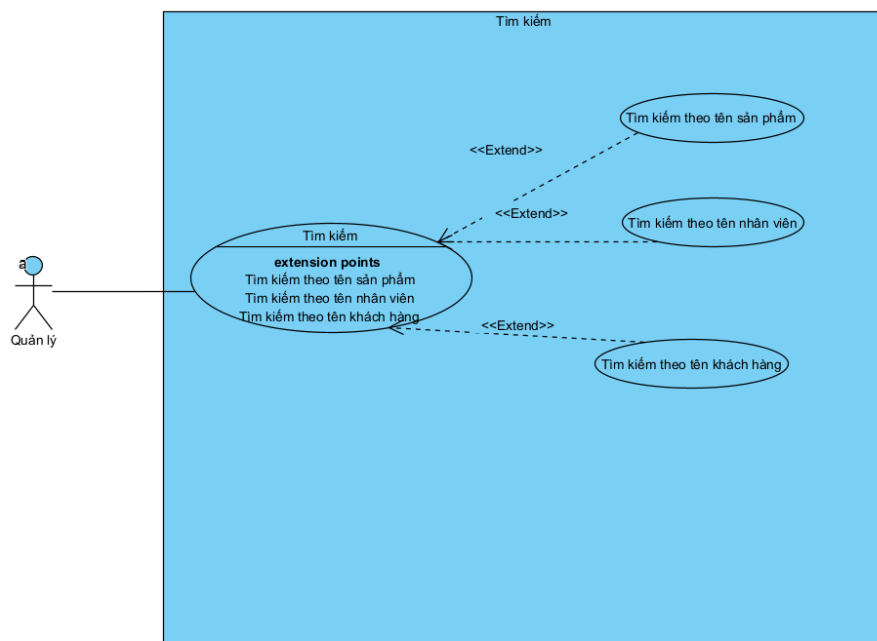 Tìm kiếm
Tìm kiếm theo tên sản phẩm
<<Extend>>
<<Extend>>
Tìm kiếm theo tên nhân viên
Tìm kiếm
extension points
Tìm kiếm theo tên sản phẩm
Tìm kiếm theo tên nhân viên
Tìm kiếm theo tên khách hàng
a
Quản lý
<<Extend>>
Tìm kiếm theo tên khách hàng